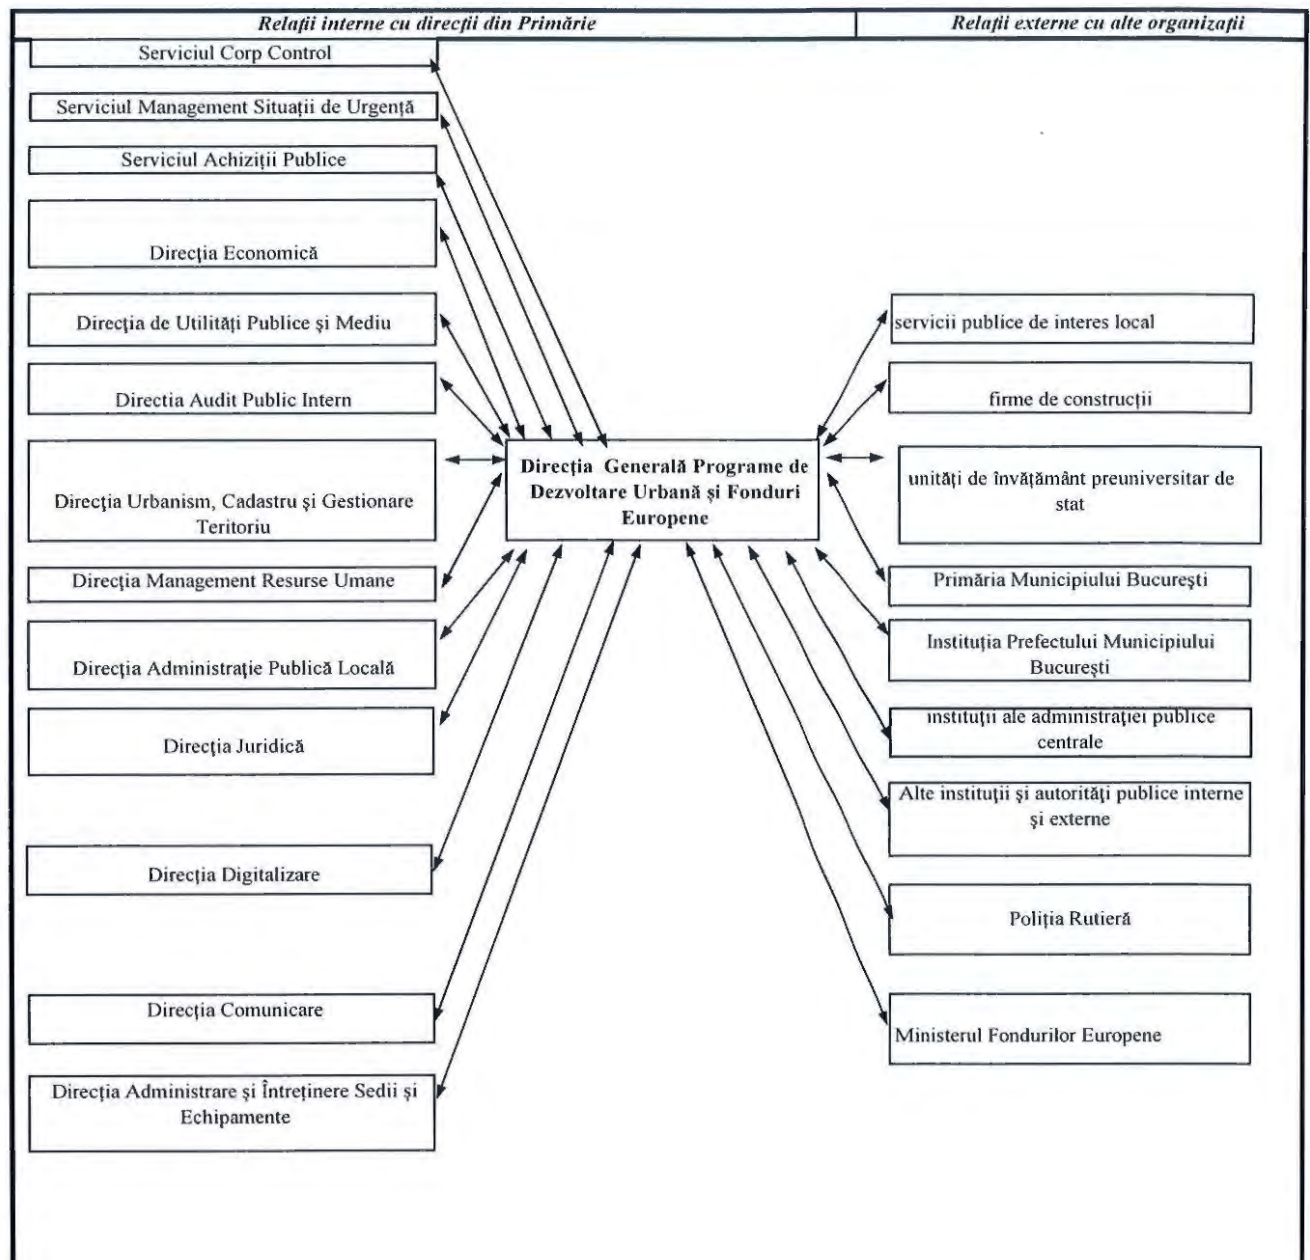 Relații interne cu direcții din Primărie
Relații externe cu alte organizații
Serviciul Corp Control
Serviciul Management Situații de Urgență
Serviciul Achiziții Publice
Direcția Economică
Direcția de Utilități Publice și Mediu
Directia Audit Public Intern
Direcția Urbanism, Cadastru și Gestionare
Teritoriu
Direcția Management Resurse Umane
Direcția Administrație Publică Locală
Direcția Juridică
Direcția Digitalizare
Direcția Comunicare
Direcția Administrare și Întreținere Sedii și
Echipamente
Direcția Generală Programe de
Dezvoltare Urbană și Fonduri
Europene
servicii publice de interes local
firme de construcții
unități de învățământ preuniversitar de
stat
Primăria Municipiului București
Instituția Prefectului Municipiului
București
instituții ale administrației publice
centrale
Alte instituții și autorități publice interne
și externe
Poliția Rutieră
Ministerul Fondurilor Europene